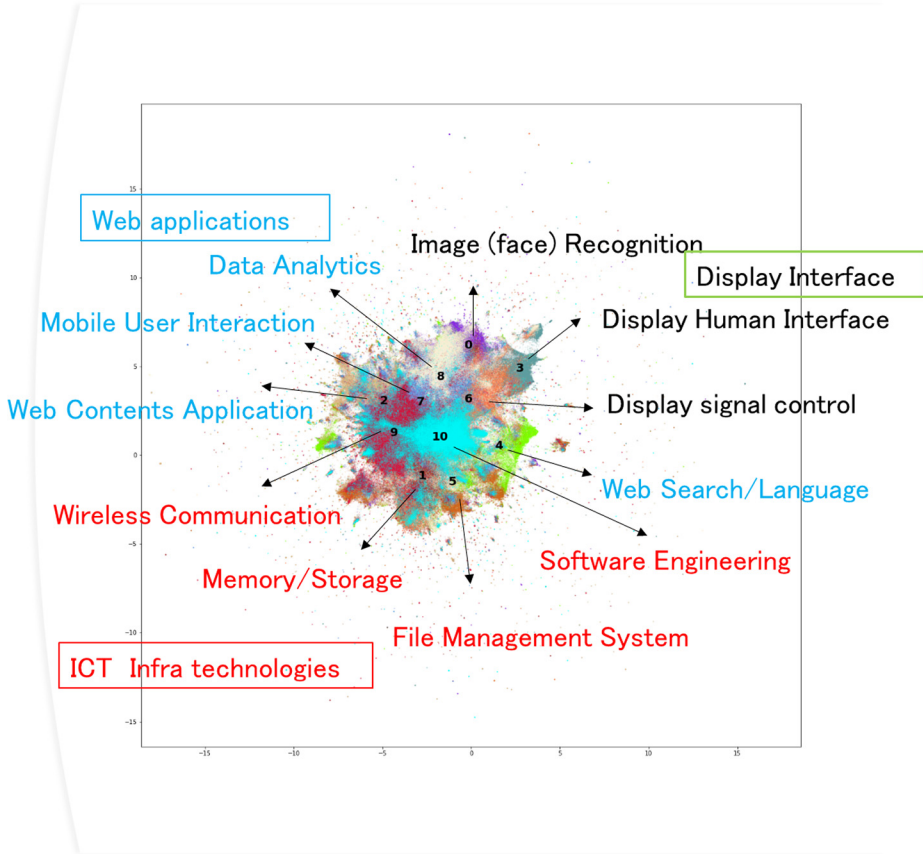 Web applications
Image (face) Recognition
Data Analytics
Display Interface
Mobile User Interaction
Display Human Interface
Web Contents Application
Display signal control
Wireless Communication
Web Search/Language
Memory/Storage
Software Engineering
File Management System
ICT Infra technologies
0
3
8
2
7
6
9
10
4
1
5
15
10
5
0
−5
−10
−15
−15
−10
−5
0
5
10
15